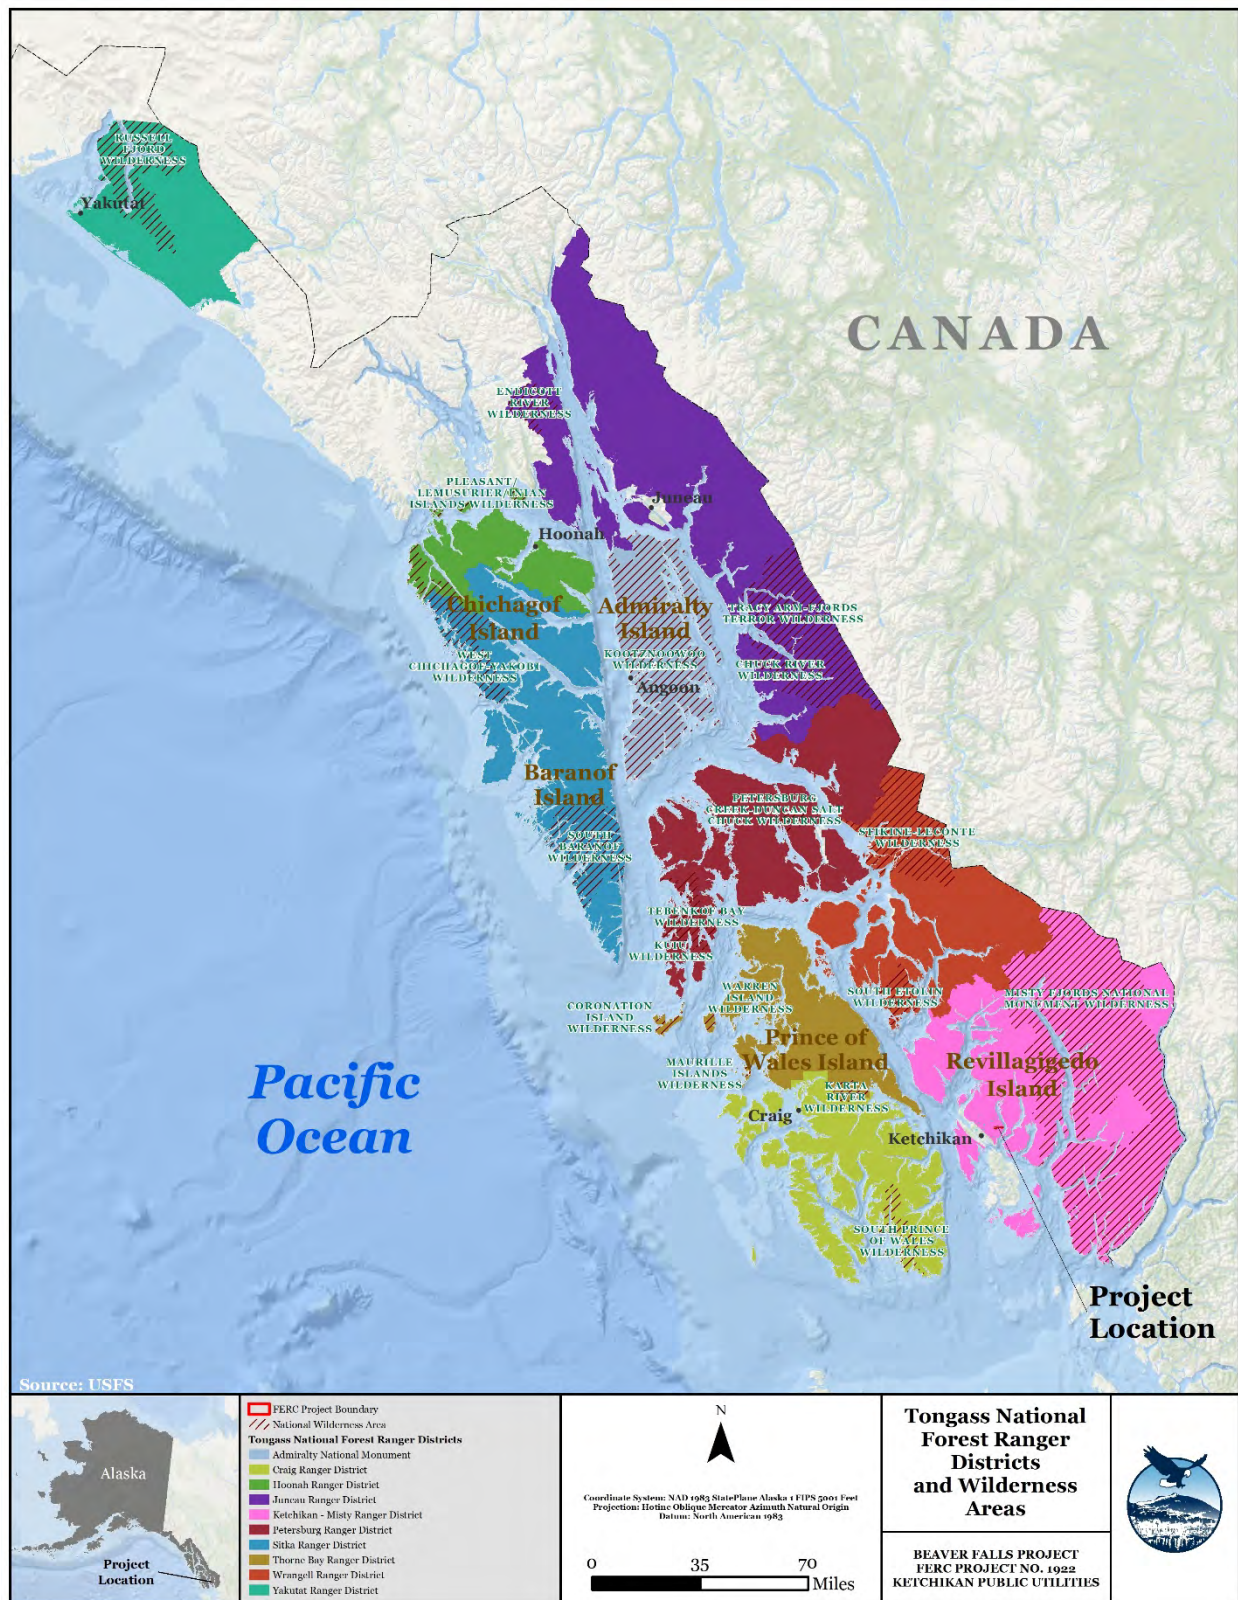 RUSSELL
FJORD
WILDERNESS
Yakutat
CANADA
ENDICOTT
RIVER
WILDERNESS
PLEASANT/
LEMUSURIER/INIAN
ISLANDS WILDERNESS
Juneau
Hoonah
Chichagof
Island
Admiralty
Island
TRACY ARM-FJORDS
TERROR WILDERNESS
WEST
CHICHAGOF-YAKOBI
WILDERNESS
KOOTZNOOWOO
WILDERNESS
CHUCK RIVER
WILDERNESS
Angoon
Baranof
Island
PETERSBURG
CREEK-DUNCAN SALT
CHUCK WILDERNESS
SOUTH
BARANOF
WILDERNESS
STIKINE-LECONTE
WILDERNESS
TEBENKOF BAY
WILDERNESS
KUIU
WILDERNESS
CORONATION
ISLAND
WILDERNESS
WARREN
ISLAND
WILDERNESS
SOUTH ETOLIN
WILDERNESS
MISTY FJORDS NATIONAL
MONUMENT WILDERNESS
Prince of
Wales Island
Revillagigedo
Island
MAURILLE
ISLANDS
WILDERNESS
KARTA
RIVER
WILDERNESS
Craig
Ketchikan
Pacific
Ocean
SOUTH PRINCE
OF WALES
WILDERNESS
Project
Location
Source: USFS
Alaska
Project
Location
FERC Project Boundary
National Wilderness Area
Tongass National Forest Ranger Districts
Admiralty National Monument
Craig Ranger District
Hoonah Ranger District
Juneau Ranger District
Ketchikan - Misty Ranger District
Petersburg Ranger District
Sitka Ranger District
Thorne Bay Ranger District
Wrangell Ranger District
Yakutat Ranger District
N
Coordinate System: NAD 1983 StatePlane Alaska 1 FIPS 5001 Feet
Projection: Hotine Oblique Mercator Azimuth Natural Origin
Datum: North American 1983
0 35 70
Miles
Tongass National
Forest Ranger
Districts
and Wilderness
Areas
BEAVER FALLS PROJECT
FERC PROJECT NO. 1922
KETCHIKAN PUBLIC UTILITIES